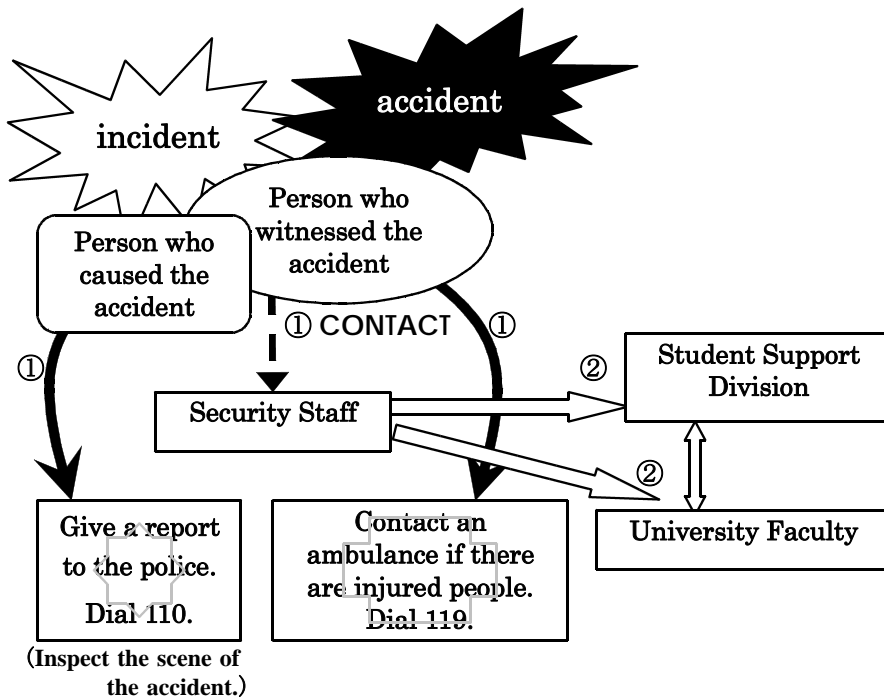 accident
incident
Person who
witnessed the
accident
Person who
caused the
accident
① CONTACT
①
①
②
Student Support
Division
Security Staff
②
University Faculty
Give a report
to the police.
Dial 110.
Contact an
ambulance if there
are injured people.
Dial 119.
(Inspect the scene of
the accident.)